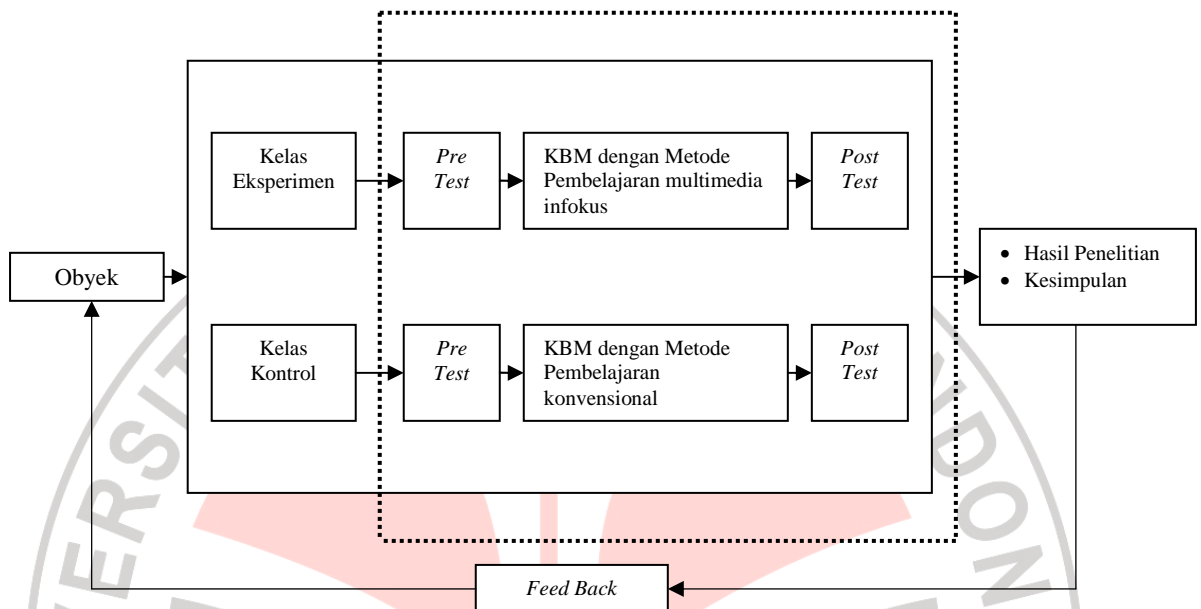 Kelas
Eksperimen
Pre
Test
KBM dengan Metode
Pembelajaran multimedia
infokus
Post
Test
Obyek
• Hasil Penelitian
• Kesimpulan
Kelas
Kontrol
Pre
Test
KBM dengan Metode
Pembelajaran
konvensional
Post
Test
Feed Back